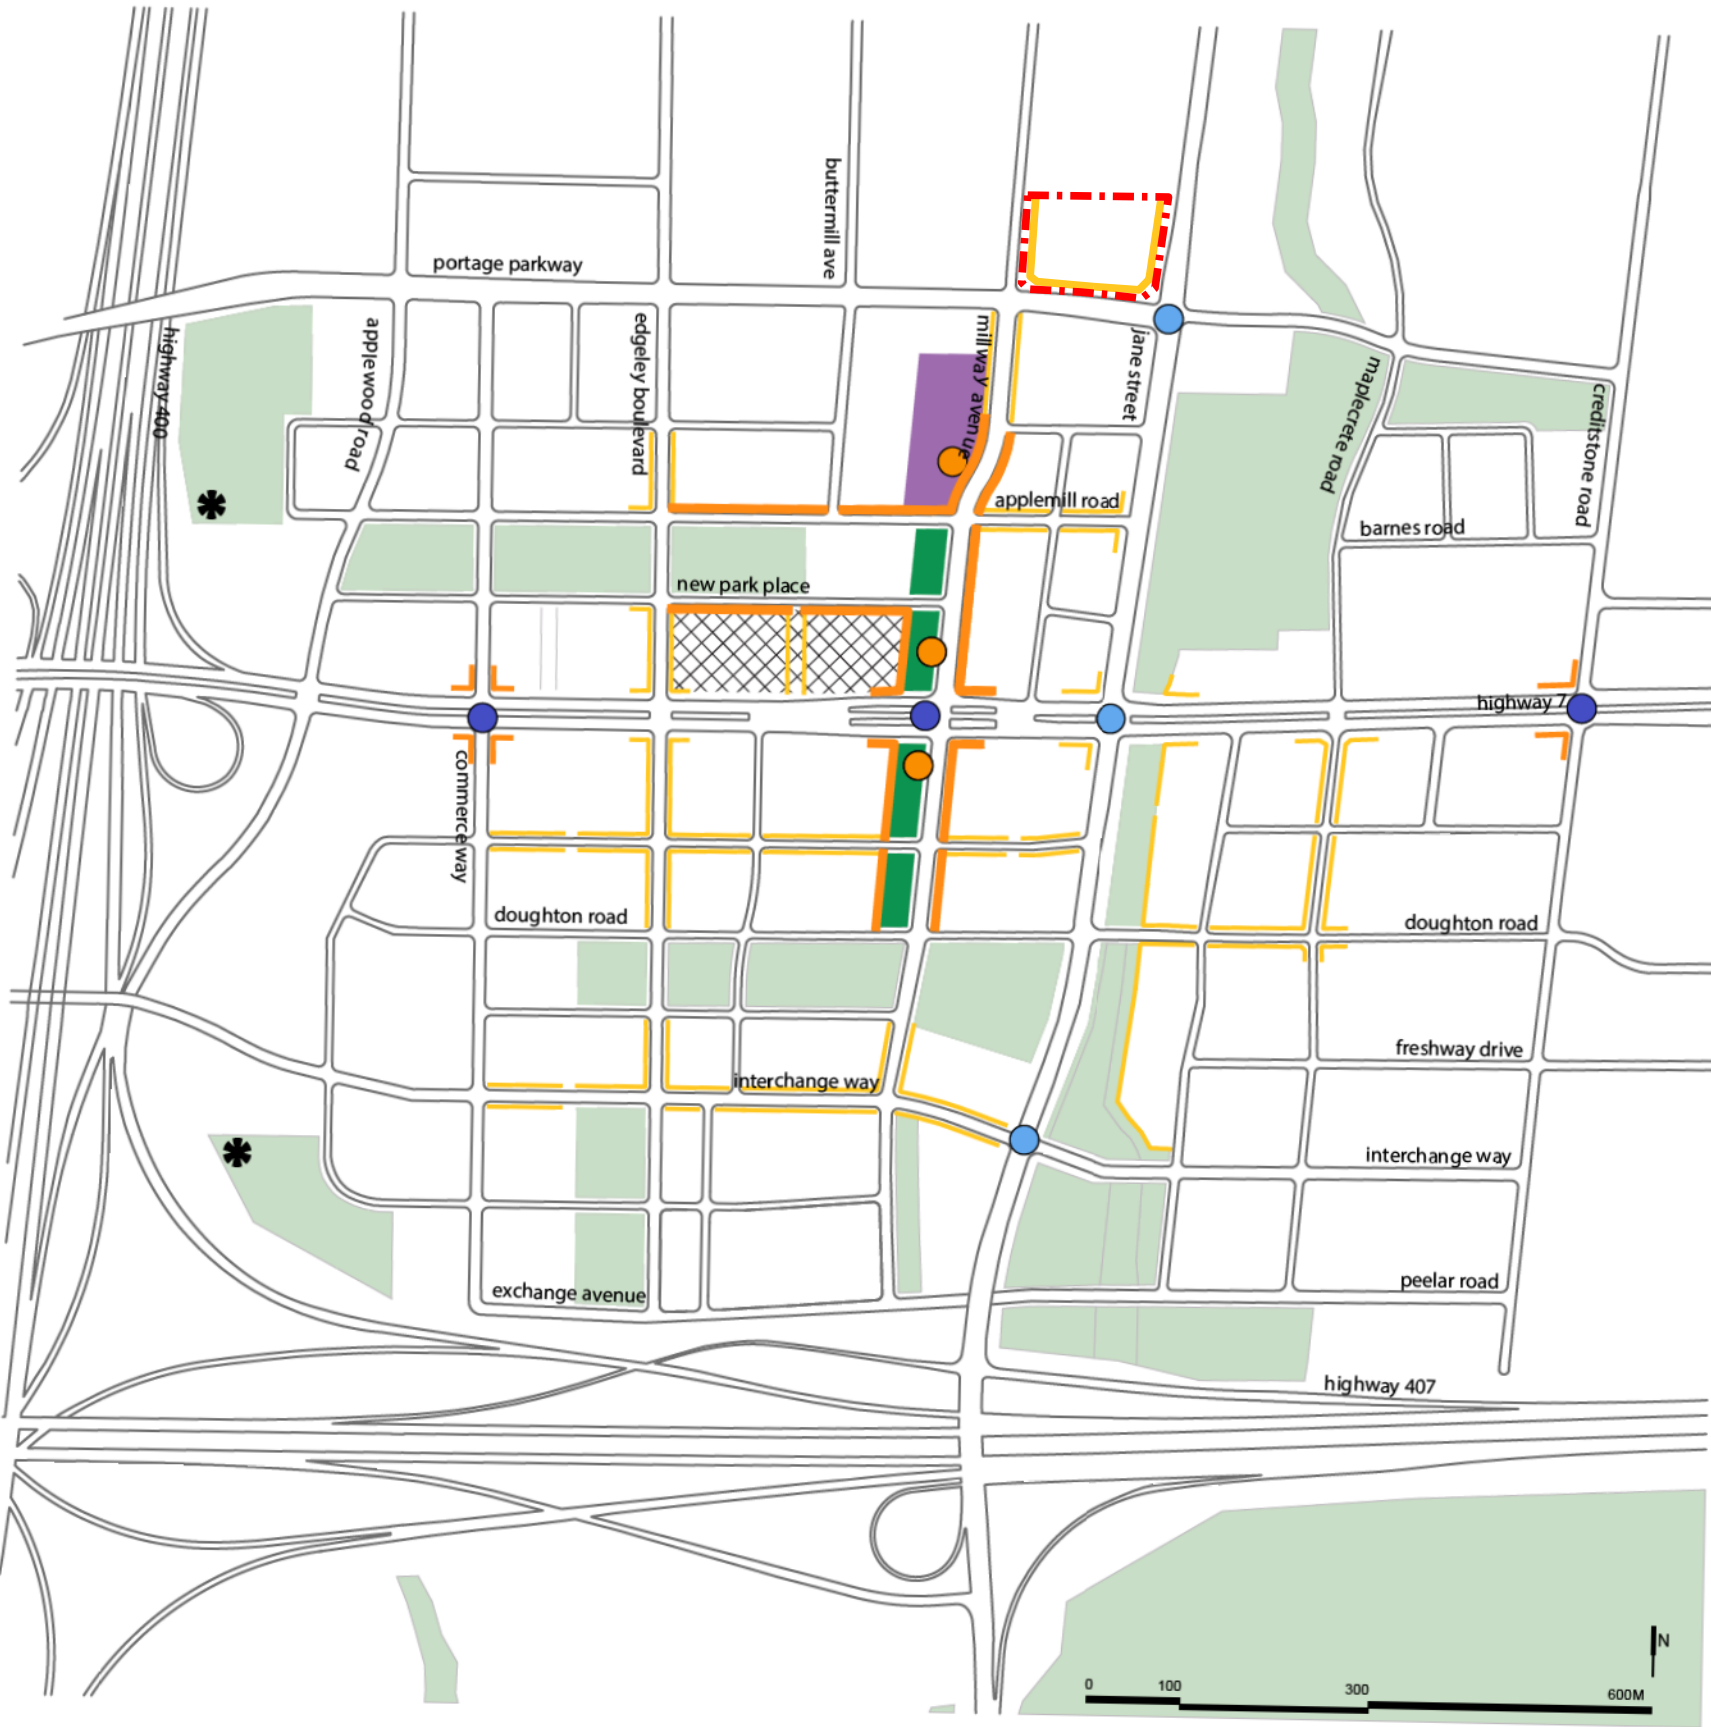 buttermill ave
portage parkway
highway 400
applewood road
edgeley boulevard
millway avenue
jane street
maplecrete road
creditstone road
applemill road
barnes road
new park place
highway 7
commerce way
doughton road
doughton road
freshway drive
interchange way
interchange way
peelar road
exchange avenue
highway 407
N
0 100 300 600M